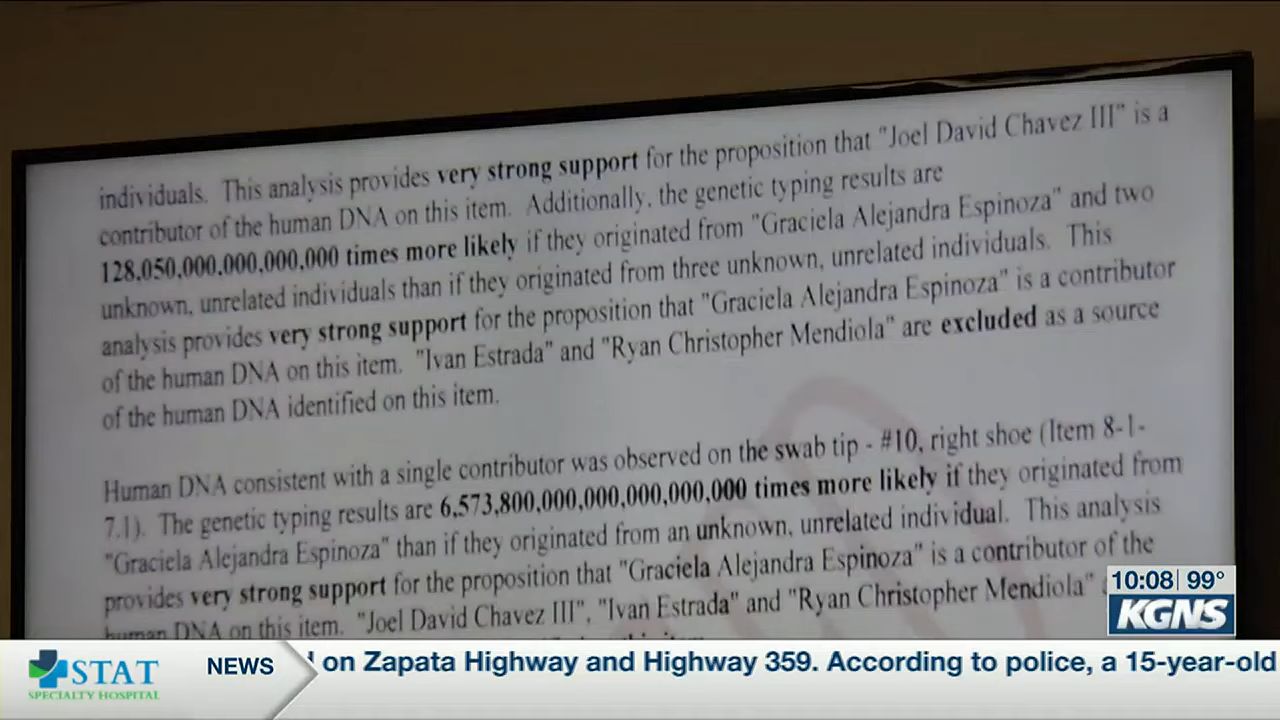 individuals. This analysis provides very strong support for the proposition that "Joel David Chavez III" is a
contributor of the human DNA on this item. Additionally, the genetic typing results are
128,050,000,000,000,000 times more likely if they originated from "Graciela Alejandra Espinoza" and two
unknown, unrelated individuals than if they originated from three unknown, unrelated individuals. This
analysis provides very strong support for the proposition that "Graciela Alejandra Espinoza" is a contributor
of the human DNA on this item. "Ivan Estrada" and "Ryan Christopher Mendiola" are excluded as a source
of the human DNA identified on this item.
Human DNA consistent with a single contributor was observed on the swab tip - #10, right shoe (Item 8-1-
7.1). The genetic typing results are 6,573,800,000,000,000,000,000 times more likely if they originated from
"Graciela Alejandra Espinoza" than if they originated from an unknown, unrelated individual. This analysis
provides very strong support for the proposition that "Graciela Alejandra Espinoza" is a contributor of the
human DNA on this item. "Joel David Chavez III", "Ivan Estrada" and "Ryan Christopher Mendiola"
10:08 99°
KGNS
STAT
SPECIALTY HOSPITAL
NEWS
on Zapata Highway and Highway 359. According to police, a 15-year-old